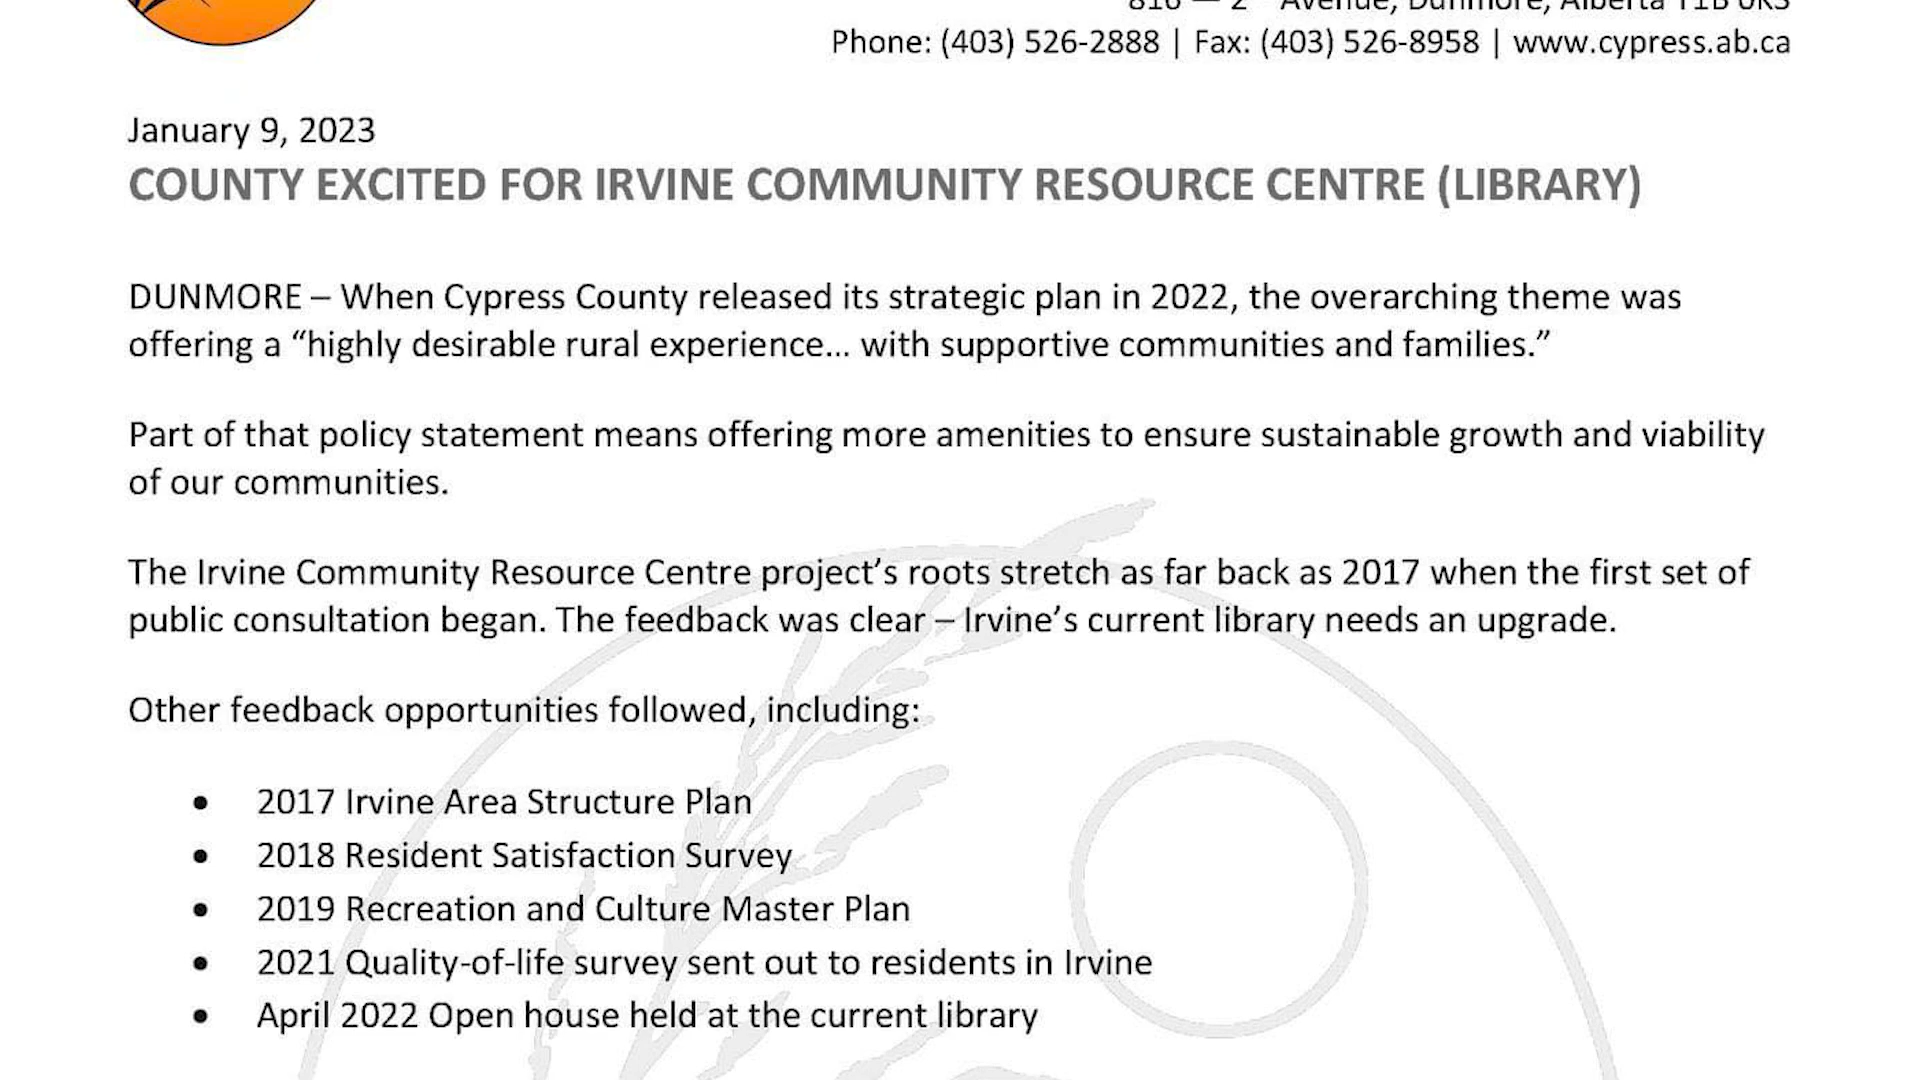 816 — 2 Avenue, Dunmore, Alberta T1B 0K3
Phone: (403) 526-2888 | Fax: (403) 526-8958 | www.cypress.ab.ca
January 9, 2023
COUNTY EXCITED FOR IRVINE COMMUNITY RESOURCE CENTRE (LIBRARY)
DUNMORE – When Cypress County released its strategic plan in 2022, the overarching theme was
offering a “highly desirable rural experience... with supportive communities and families.”
Part of that policy statement means offering more amenities to ensure sustainable growth and viability
of our communities.
The Irvine Community Resource Centre project’s roots stretch as far back as 2017 when the first set of
public consultation began. The feedback was clear – Irvine’s current library needs an upgrade.
Other feedback opportunities followed, including:
• 2017 Irvine Area Structure Plan
• 2018 Resident Satisfaction Survey
• 2019 Recreation and Culture Master Plan
• 2021 Quality-of-life survey sent out to residents in Irvine
• April 2022 Open house held at the current library